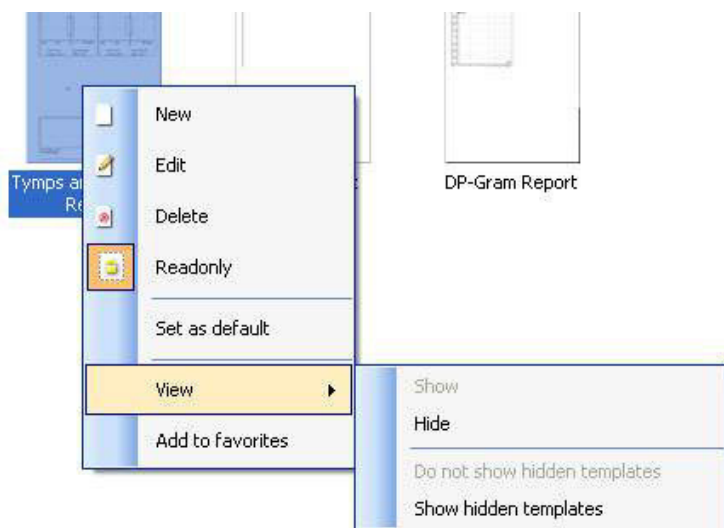 New
Edit
Tymps a
DP-Gram Report
Re
Delete
Readonly
Set as default
View
Show
Hide
Add to favorites
Do not show hidden templates
Show hidden templates